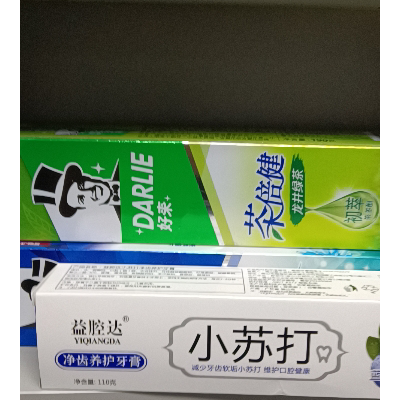 DARLIE
好来
茶倍健
龙井绿茶
初萃
益腔达
YIQIANGDA
净齿养护牙膏
净含量:110克
小苏打
减少牙齿软垢小苏打 维护口腔健康